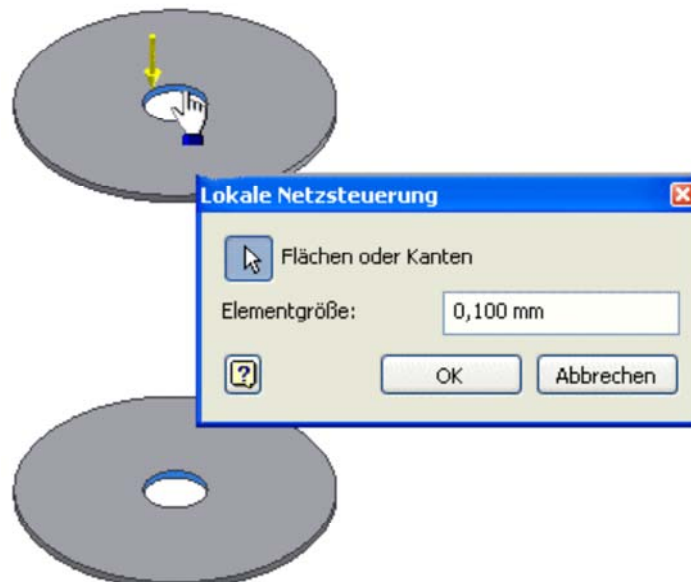 Lokale Netzsteuerung
Flächen oder Kanten
Elementgröße: 0,100 mm
? OK Abbrechen